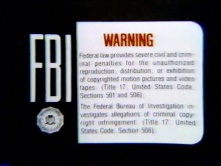 FBI
WARNING
Federal law provides severe civil and crim-
inal penalties for the unauthorized
reproduction, distribution, or exhibition
of copyrighted motion pictures and video
tapes. (Title 17, United States Code,
Sections 501 and 506).
The Federal Bureau of Investigation in-
vestigates allegations of criminal copy-
right infringement. (Title 17, United
States Code, Section 506).